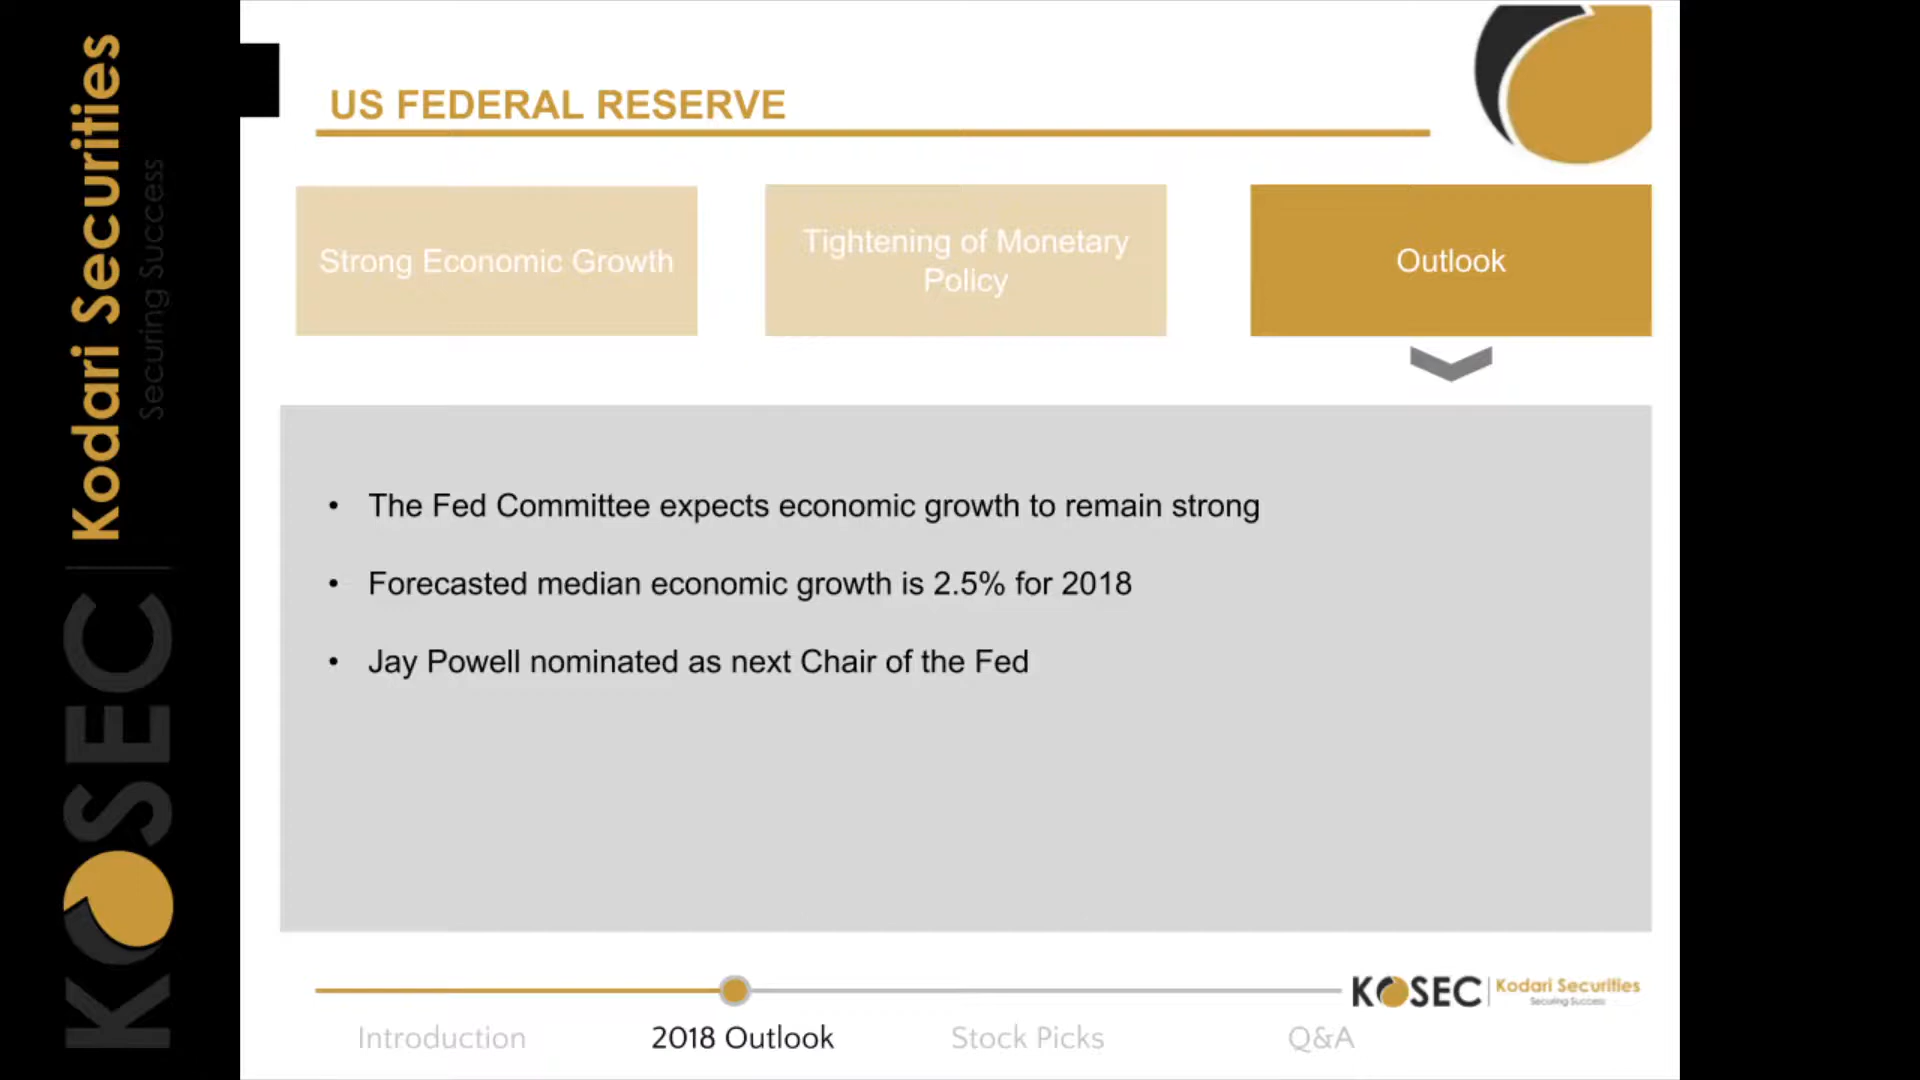 KOSEC | Kodari Securities
Securing Success
US FEDERAL RESERVE
Strong Economic Growth
Tightening of Monetary
Policy
Outlook
• The Fed Committee expects economic growth to remain strong
• Forecasted median economic growth is 2.5% for 2018
• Jay Powell nominated as next Chair of the Fed
KOSEC | Kodari Securities
Securing Success
Introduction
2018 Outlook
Stock Picks
Q&A